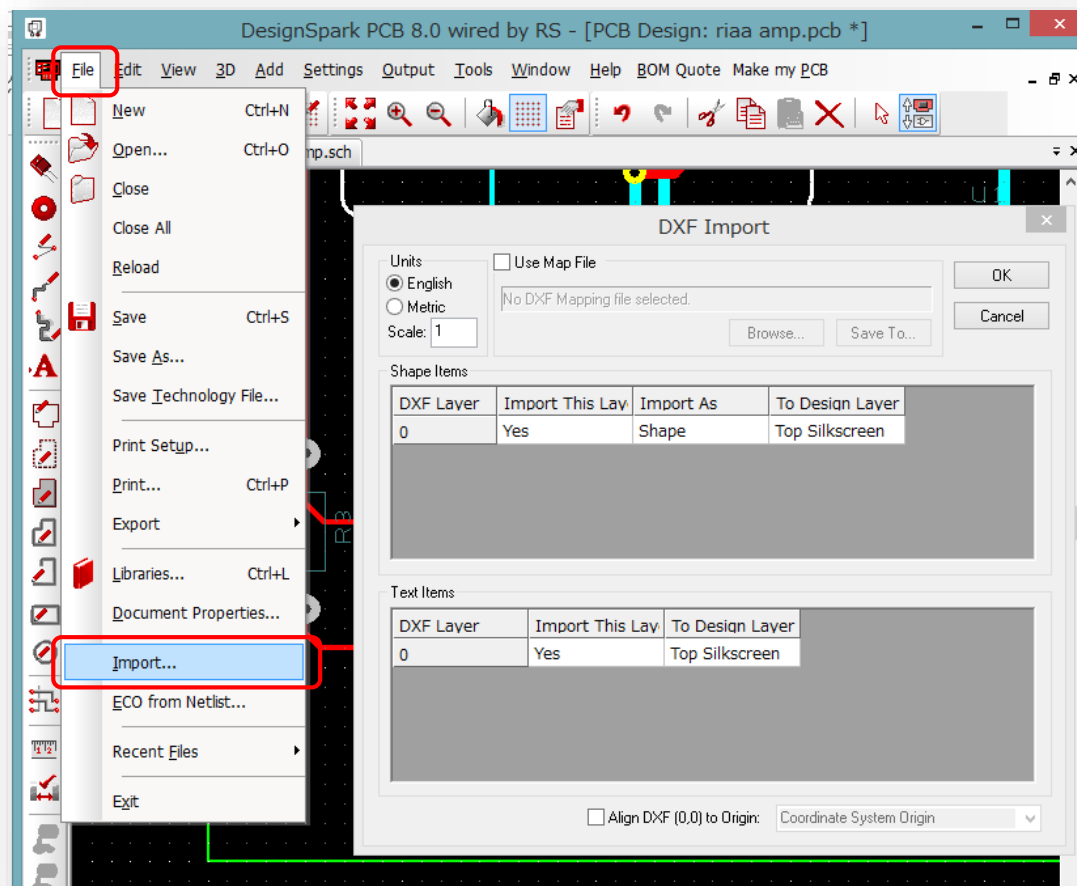 DesignSpark PCB 8.0 wired by RS - [PCB Design: riaa amp.pcb *]
File Edit View 3D Add Settings Output Tools Window Help BOM Quote Make my PCB
New Ctrl+N
Open... Ctrl+O
mp.sch
Close
Close All
Reload
Save Ctrl+S
Save As...
Save Technology File...
Print Setup...
Print... Ctrl+P
Export
Libraries... Ctrl+L
Document Properties...
Import...
ECO from Netlist...
Recent Files
Exit
U1
R3
DXF Import
Units
English
Metric
Scale: 1
Use Map File
No DXF Mapping file selected.
Browse... Save To...
OK
Cancel
Shape Items
DXF Layer Import This Lay Import As To Design Layer
0 Yes Shape Top Silkscreen
Text Items
DXF Layer Import This Lay To Design Layer
0 Yes Top Silkscreen
Align DXF (0,0) to Origin: Coordinate System Origin